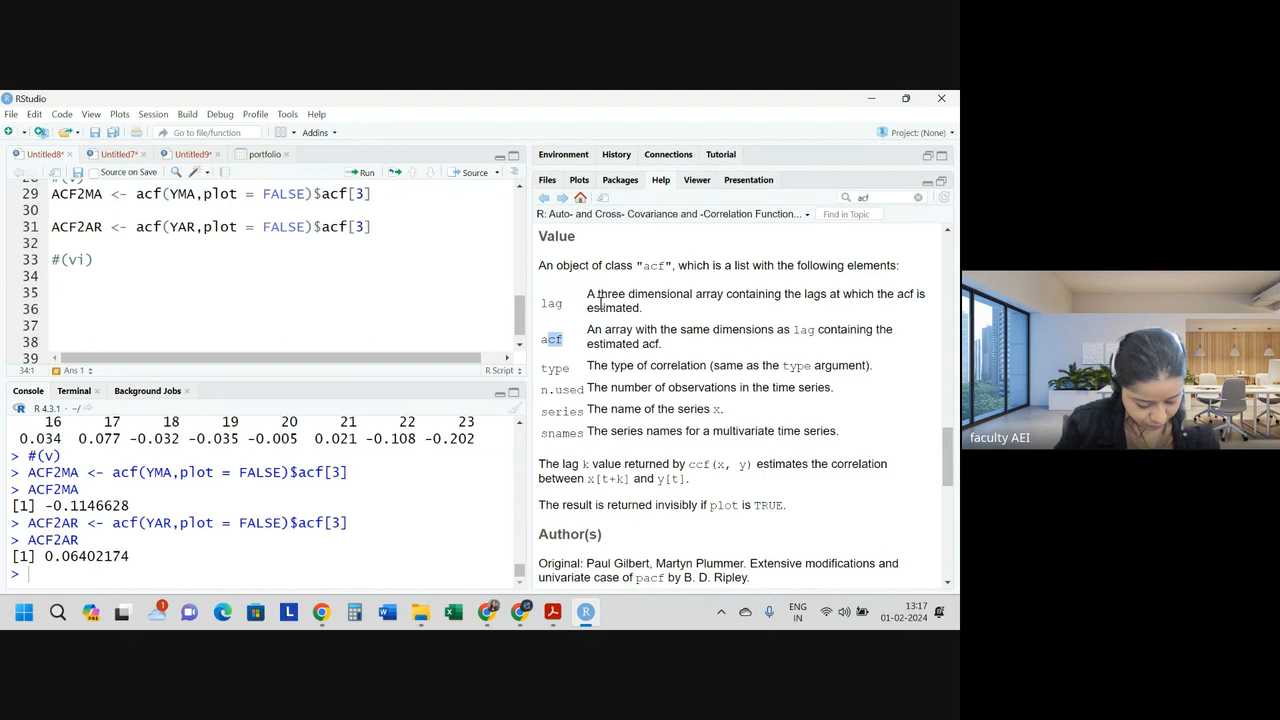 RStudio
File Edit Code View Plots Session Build Debug Profile Tools Help
Go to file/function Addins Project: (None)
Untitled8* Untitled7* Untitled9* portfolio
Source on Save Run Source
29 ACF2MA <- acf(YMA,plot = FALSE)$acf[3]
30
31 ACF2AR <- acf(YAR,plot = FALSE)$acf[3]
32
33 #(vi)
34
35
36
37
38
39
34:1 Ans 1 R Script
Console Terminal Background Jobs
R 4.3.1 · ~/
16 17 18 19 20 21 22 23
0.034 0.077 -0.032 -0.035 -0.005 0.021 -0.108 -0.202
> #(v)
> ACF2MA <- acf(YMA,plot = FALSE)$acf[3]
> ACF2MA
[1] -0.1146628
> ACF2AR <- acf(YAR,plot = FALSE)$acf[3]
> ACF2AR
[1] 0.06402174
>
Environment History Connections Tutorial
Files Plots Packages Help Viewer Presentation
acf
R: Auto- and Cross- Covariance and -Correlation Function... Find in Topic
Value
An object of class "acf", which is a list with the following elements:
lag A three dimensional array containing the lags at which the acf is
estimated.
acf An array with the same dimensions as lag containing the
estimated acf.
type The type of correlation (same as the type argument).
n.used The number of observations in the time series.
series The name of the series x.
snames The series names for a multivariate time series.
The lag k value returned by ccf(x, y) estimates the correlation
between x[t+k] and y[t].
The result is returned invisibly if plot is TRUE.
Author(s)
Original: Paul Gilbert, Martyn Plummer. Extensive modifications and
univariate case of pacf by B. D. Ripley.
faculty AEI
ENG
IN
13:17
01-02-2024